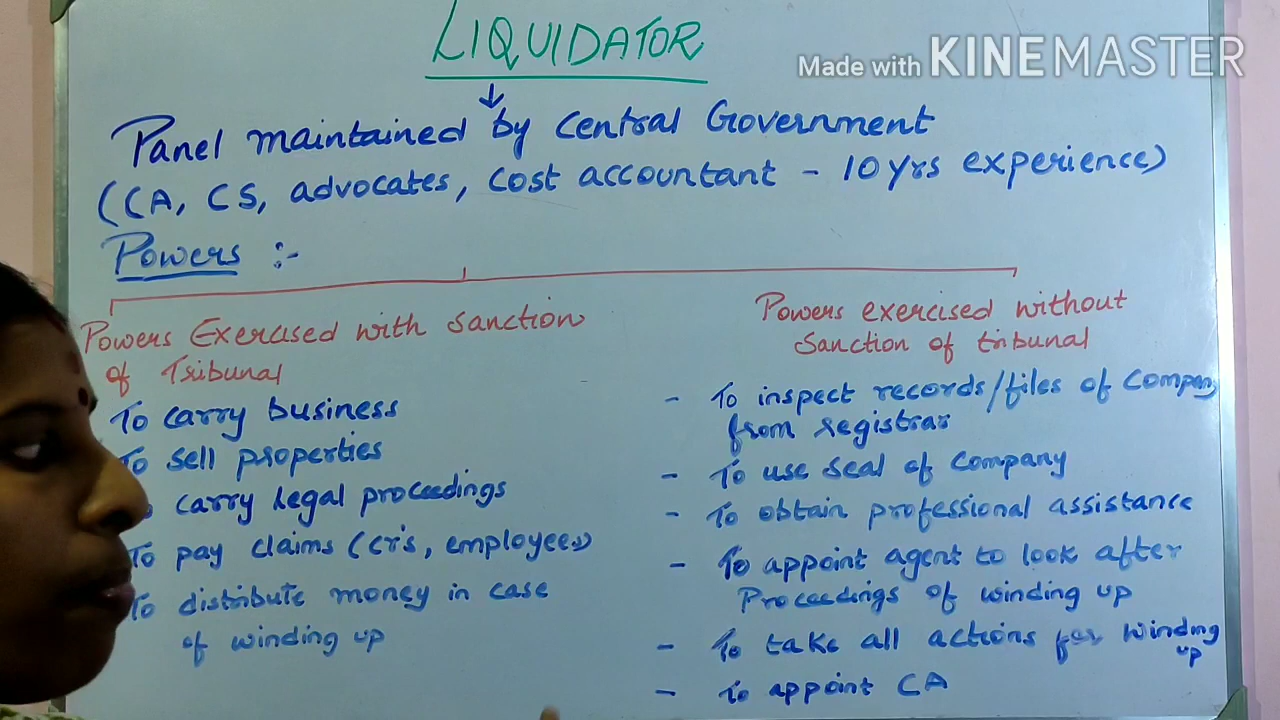 LIQUIDATOR
Made with KINEMASTER
Panel maintained by Central Government
(CA, CS, advocates, cost accountant - 10 yrs experience)
Powers :-
Powers Exercised with Sanction
of Tribunal
To carry business
To sell properties
carry legal proceedings
To pay claims (cr's, employees)
To distribute money in case
of winding up
Powers exercised without
Sanction of tribunal
- To inspect records/files of Company
from registrar
- To use seal of company
- To obtain professional assistance
- To appoint agent to look after
Proceedings of winding up
- To take all actions for winding
up
- To appoint CA